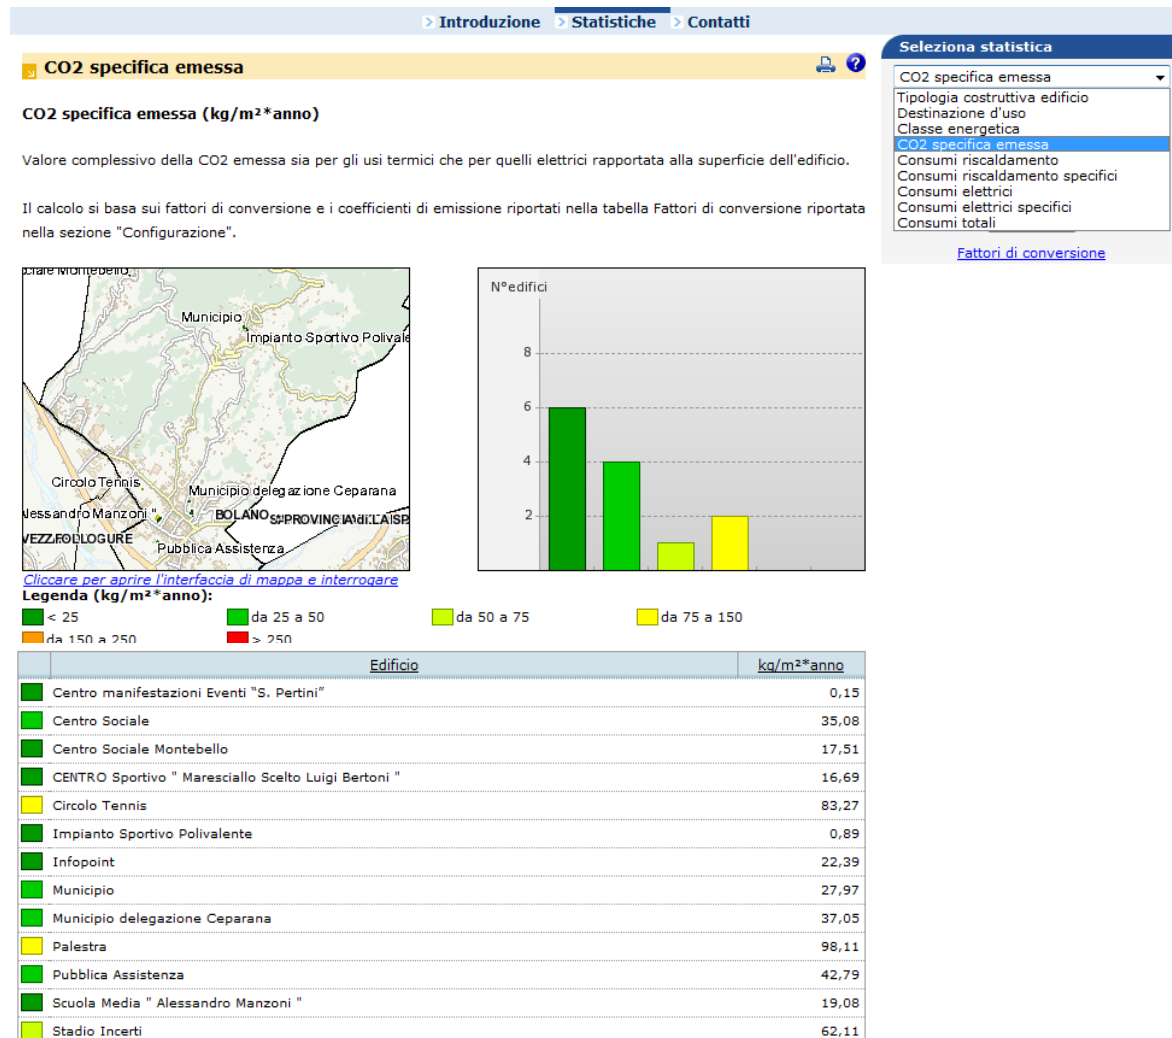 Introduzione Statistiche Contatti
CO2 specifica emessa
CO2 specifica emessa (kg/m²*anno)
Valore complessivo della CO2 emessa sia per gli usi termici che per quelli elettrici rapportata alla superficie dell'edificio.
Il calcolo si basa sui fattori di conversione e i coefficienti di emissione riportati nella tabella Fattori di conversione riportata
nella sezione "Configurazione".
Seleziona statistica
CO2 specifica emessa
Tipologia costruttiva edificio
Destinazione d'uso
Classe energetica
CO2 specifica emessa
Consumi riscaldamento
Consumi riscaldamento specifici
Consumi elettrici
Consumi elettrici specifici
Consumi totali
Fattori di conversione
Montebello
Municipio
Impianto Sportivo Polivale
Circolo Tennis
Municipio delegazione Ceparana
lessandro Manzoni "
BOLANO
Pubblica Assistenza
N°edifici
8
6
4
2
Cliccare per aprire l'interfaccia di mappa e interrogare
Legenda (kg/m²*anno):
< 25 da 25 a 50 da 50 a 75 da 75 a 150
da 150 a 250 > 250
Edificio kg/m²*anno
Centro manifestazioni Eventi “S. Pertini” 0,15
Centro Sociale 35,08
Centro Sociale Montebello 17,51
CENTRO Sportivo " Maresciallo Scelto Luigi Bertoni " 16,69
Circolo Tennis 83,27
Impianto Sportivo Polivalente 0,89
Infopoint 22,39
Municipio 27,97
Municipio delegazione Ceparana 37,05
Palestra 98,11
Pubblica Assistenza 42,79
Scuola Media " Alessandro Manzoni " 19,08
Stadio Incerti 62,11